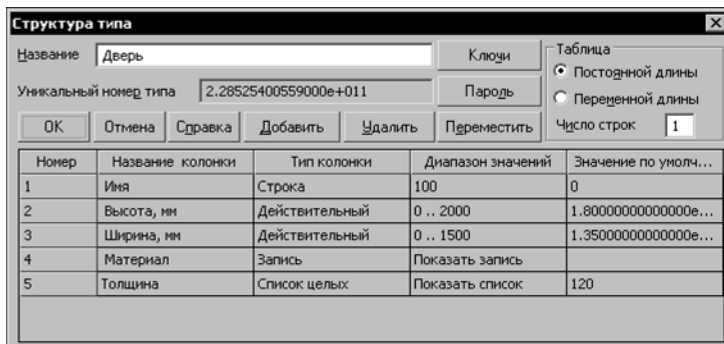 Структура типа
Название Дверь Ключи Таблица
Постоянной длины
Уникальный номер типа 2.28525400559000e+011 Пароль Переменной длины
OK Отмена Справка Добавить Удалить Переместить Число строк 1
Номер Название колонки Тип колонки Диапазон значений Значение по умолч...
1 Имя Строка 100 0
2 Высота, мм Действительный 0 .. 2000 1.80000000000000e...
3 Ширина, мм Действительный 0 .. 1500 1.35000000000000e...
4 Материал Запись Показать запись
5 Толщина Список целых Показать список 120